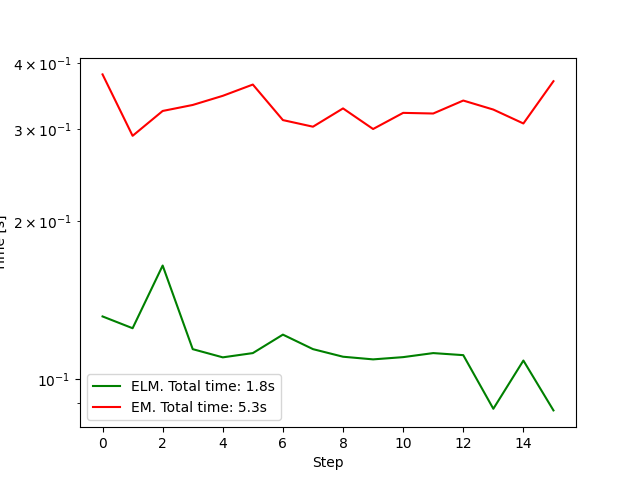 4 × 10⁻¹
3 × 10⁻¹
2 × 10⁻¹
10⁻¹
ELM. Total time: 1.8s
EM. Total time: 5.3s
0 2 4 6 8 10 12 14
Step